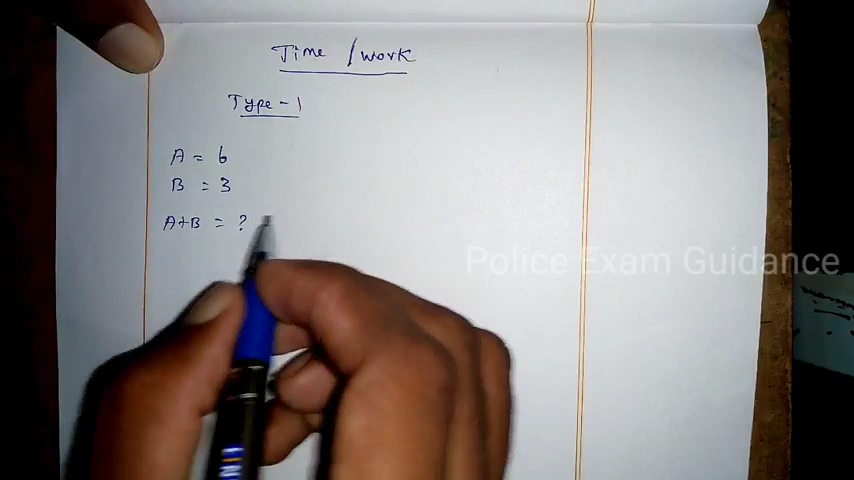 Time / work
Type - 1
A = 6
B = 3
A+B = ?
Police Exam Guidance